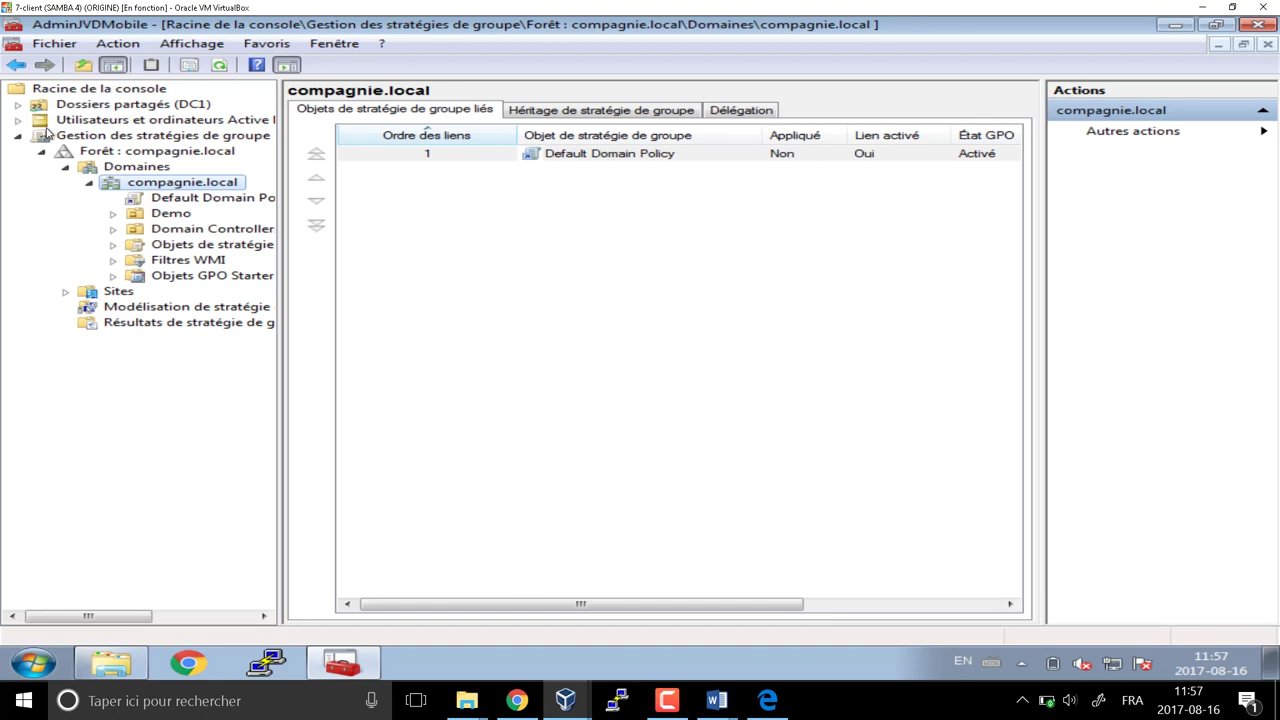 7-client (SAMBA 4) (ORIGINE) [En fonction] - Oracle VM VirtualBox
AdminJVDMobile - [Racine de la console\Gestion des stratégies de groupe\Forêt : compagnie.local\Domaines\compagnie.local ]
Fichier Action Affichage Favoris Fenêtre ?
Racine de la console
Dossiers partagés (DC1)
Utilisateurs et ordinateurs Active
Gestion des stratégies de groupe
Forêt : compagnie.local
Domaines
compagnie.local
Default Domain Po
Demo
Domain Controller
Objets de stratégie
Filtres WMI
Objets GPO Starter
Sites
Modélisation de stratégie
Résultats de stratégie de g
compagnie.local
Objets de stratégie de groupe liés Héritage de stratégie de groupe Délégation
Ordre des liens Objet de stratégie de groupe Appliqué Lien activé État GPO
1 Default Domain Policy Non Oui Activé
Actions
compagnie.local
Autres actions
EN 11:57
2017-08-16
Taper ici pour rechercher
FRA 11:57
2017-08-16
1